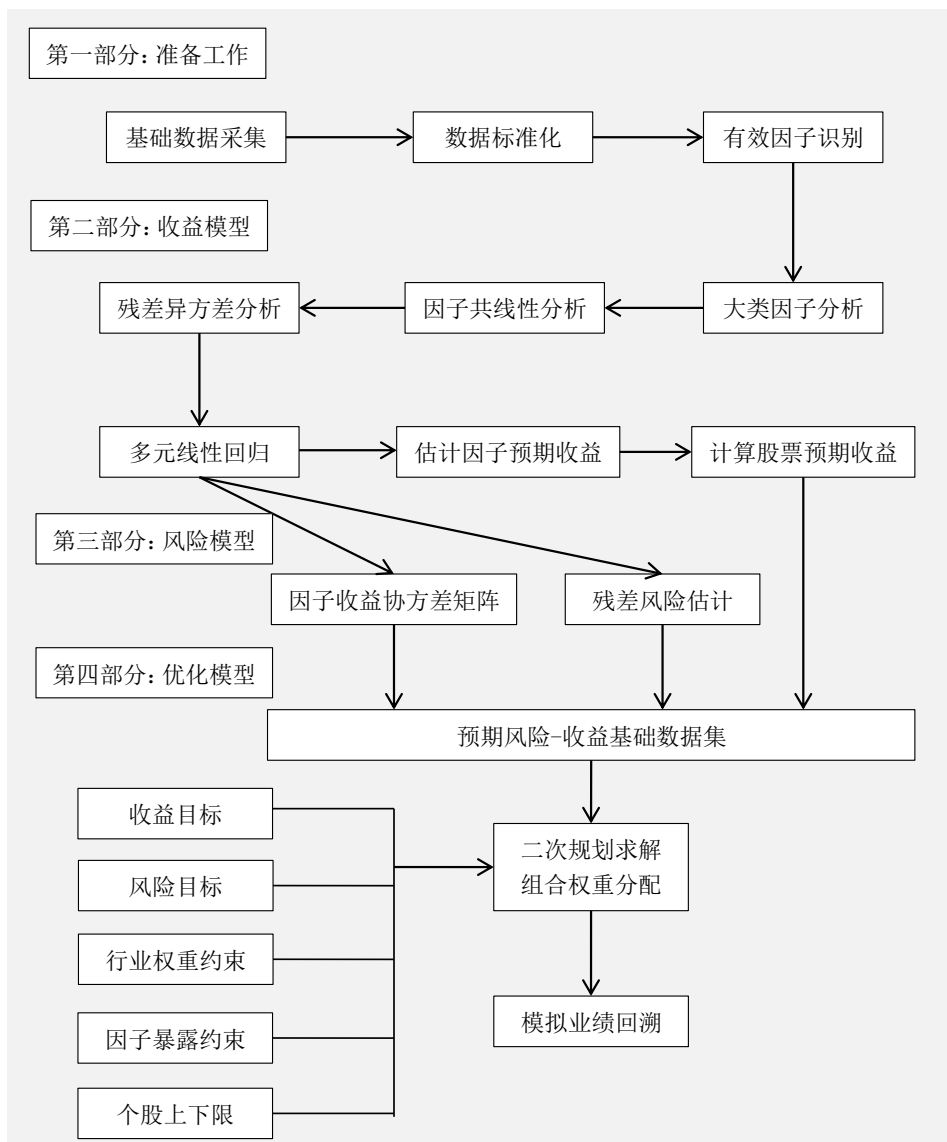 第一部分：准备工作
基础数据采集
数据标准化
有效因子识别
第二部分：收益模型
残差异方差分析
因子共线性分析
大类因子分析
多元线性回归
估计因子预期收益
计算股票预期收益
第三部分：风险模型
因子收益协方差矩阵
残差风险估计
第四部分：优化模型
预期风险-收益基础数据集
收益目标
二次规划求解
组合权重分配
风险目标
行业权重约束
模拟业绩回溯
因子暴露约束
个股上下限